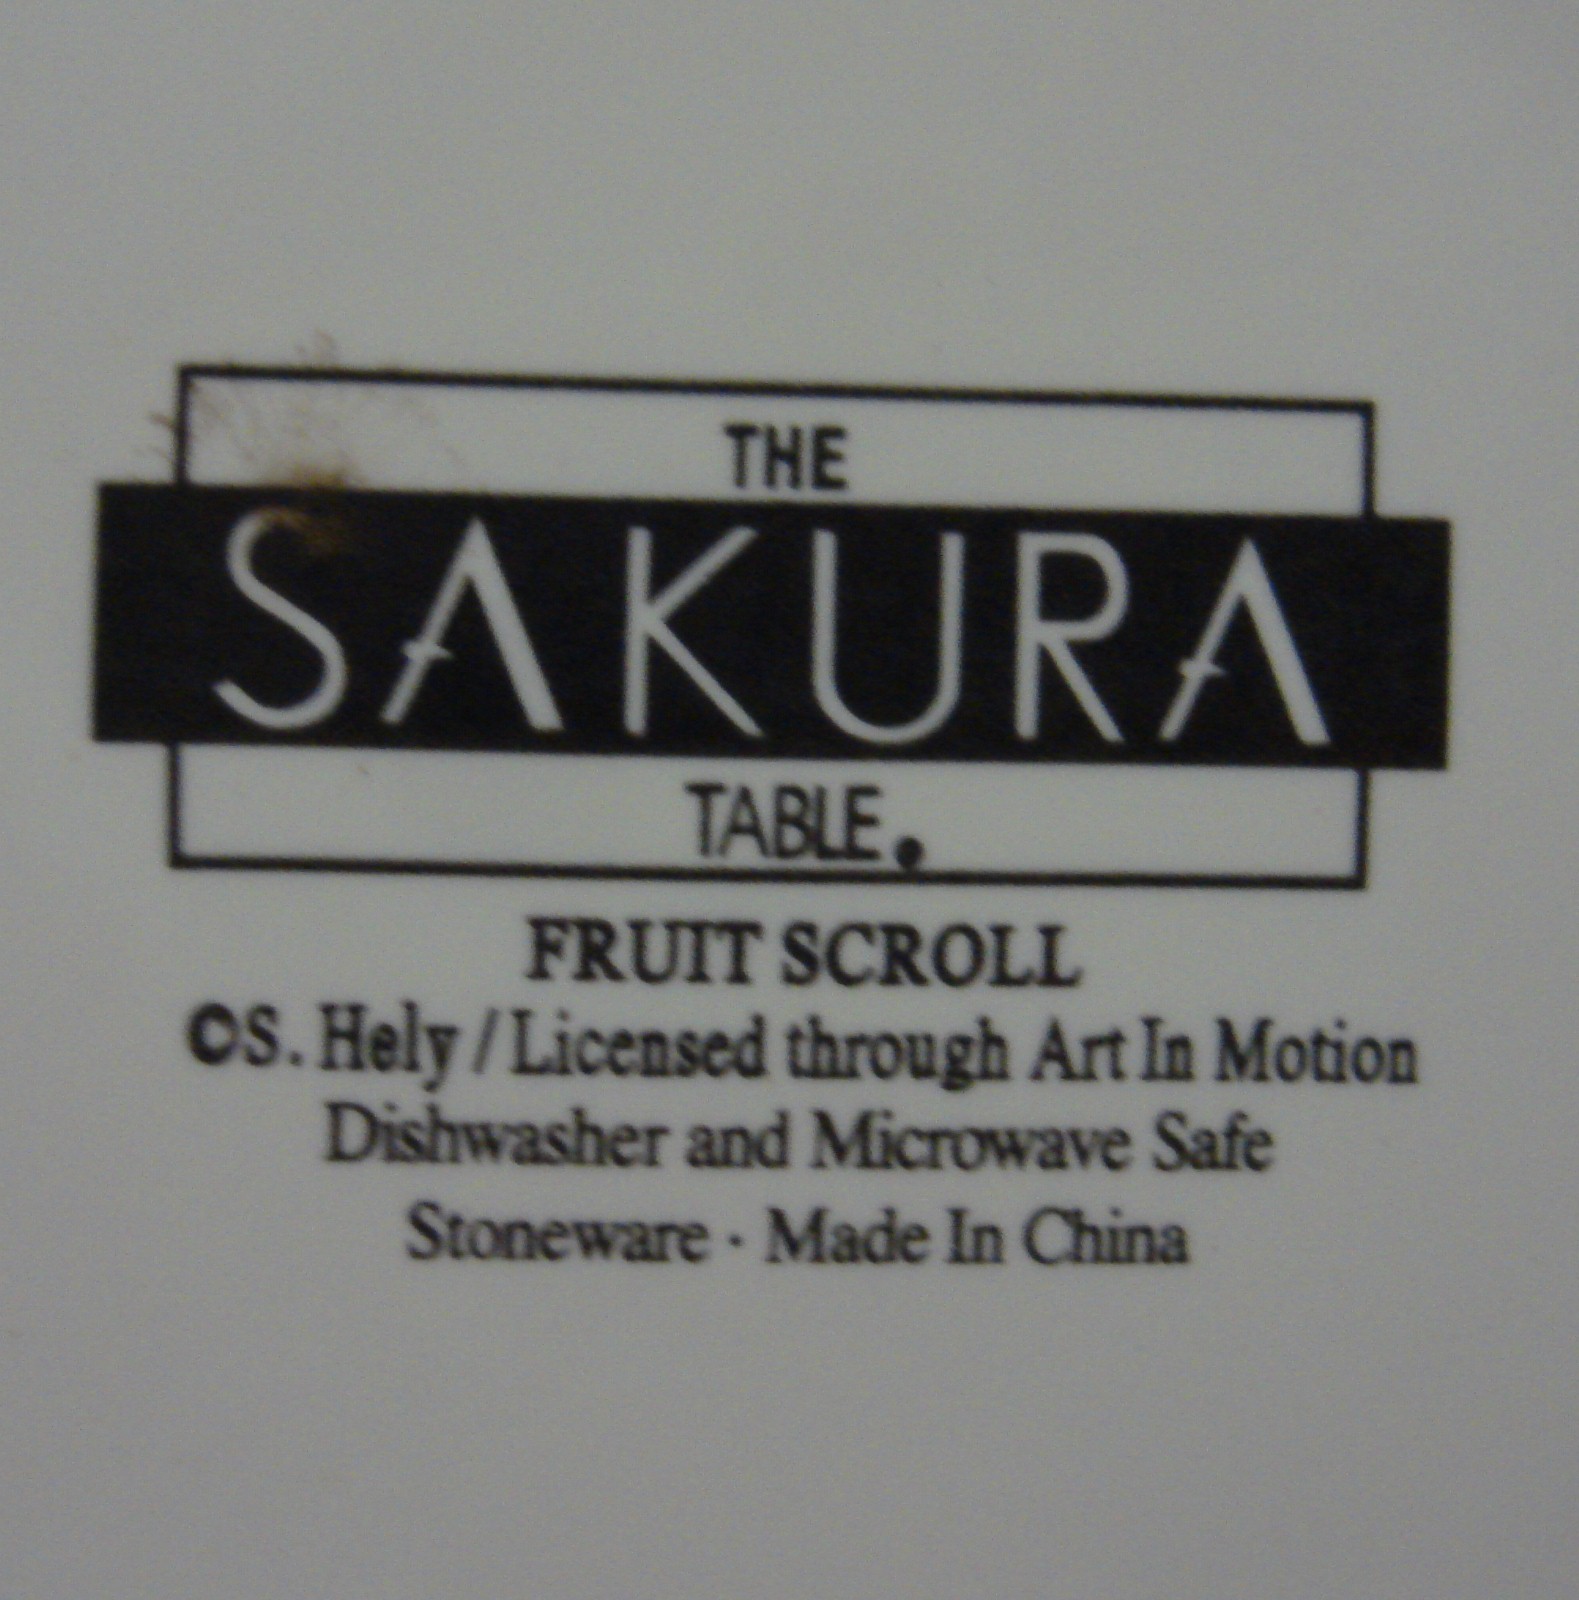 THE
SAKURA
TABLE.
FRUIT SCROLL
©S. Hely / Licensed through Art In Motion
Dishwasher and Microwave Safe
Stoneware · Made In China